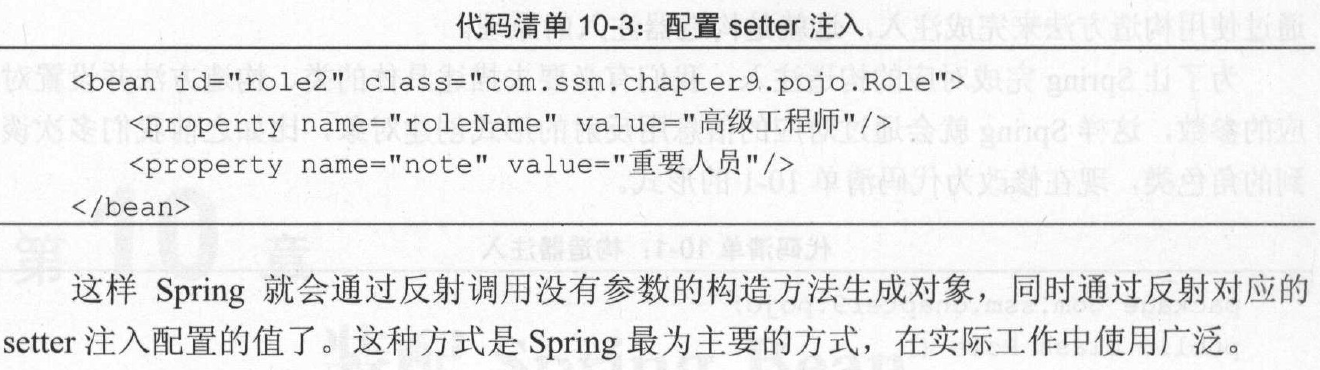 代码清单 10-3：配置 setter 注入
<bean id="role2" class="com.ssm.chapter9.pojo.Role">
<property name="roleName" value="高级工程师"/>
<property name="note" value="重要人员"/>
</bean>
这样 Spring 就会通过反射调用没有参数的构造方法生成对象，同时通过反射对应的
setter 注入配置的值了。这种方式是 Spring 最为主要的方式，在实际工作中使用广泛。